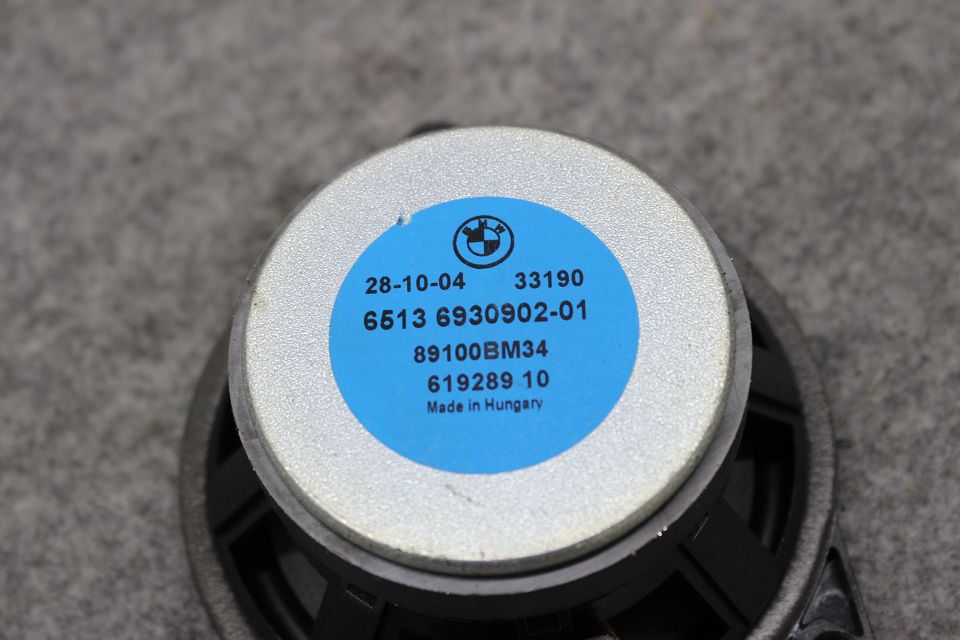 BMW
28-10-04 33190
6513 6930902-01
89100BM34
619289 10
Made in Hungary